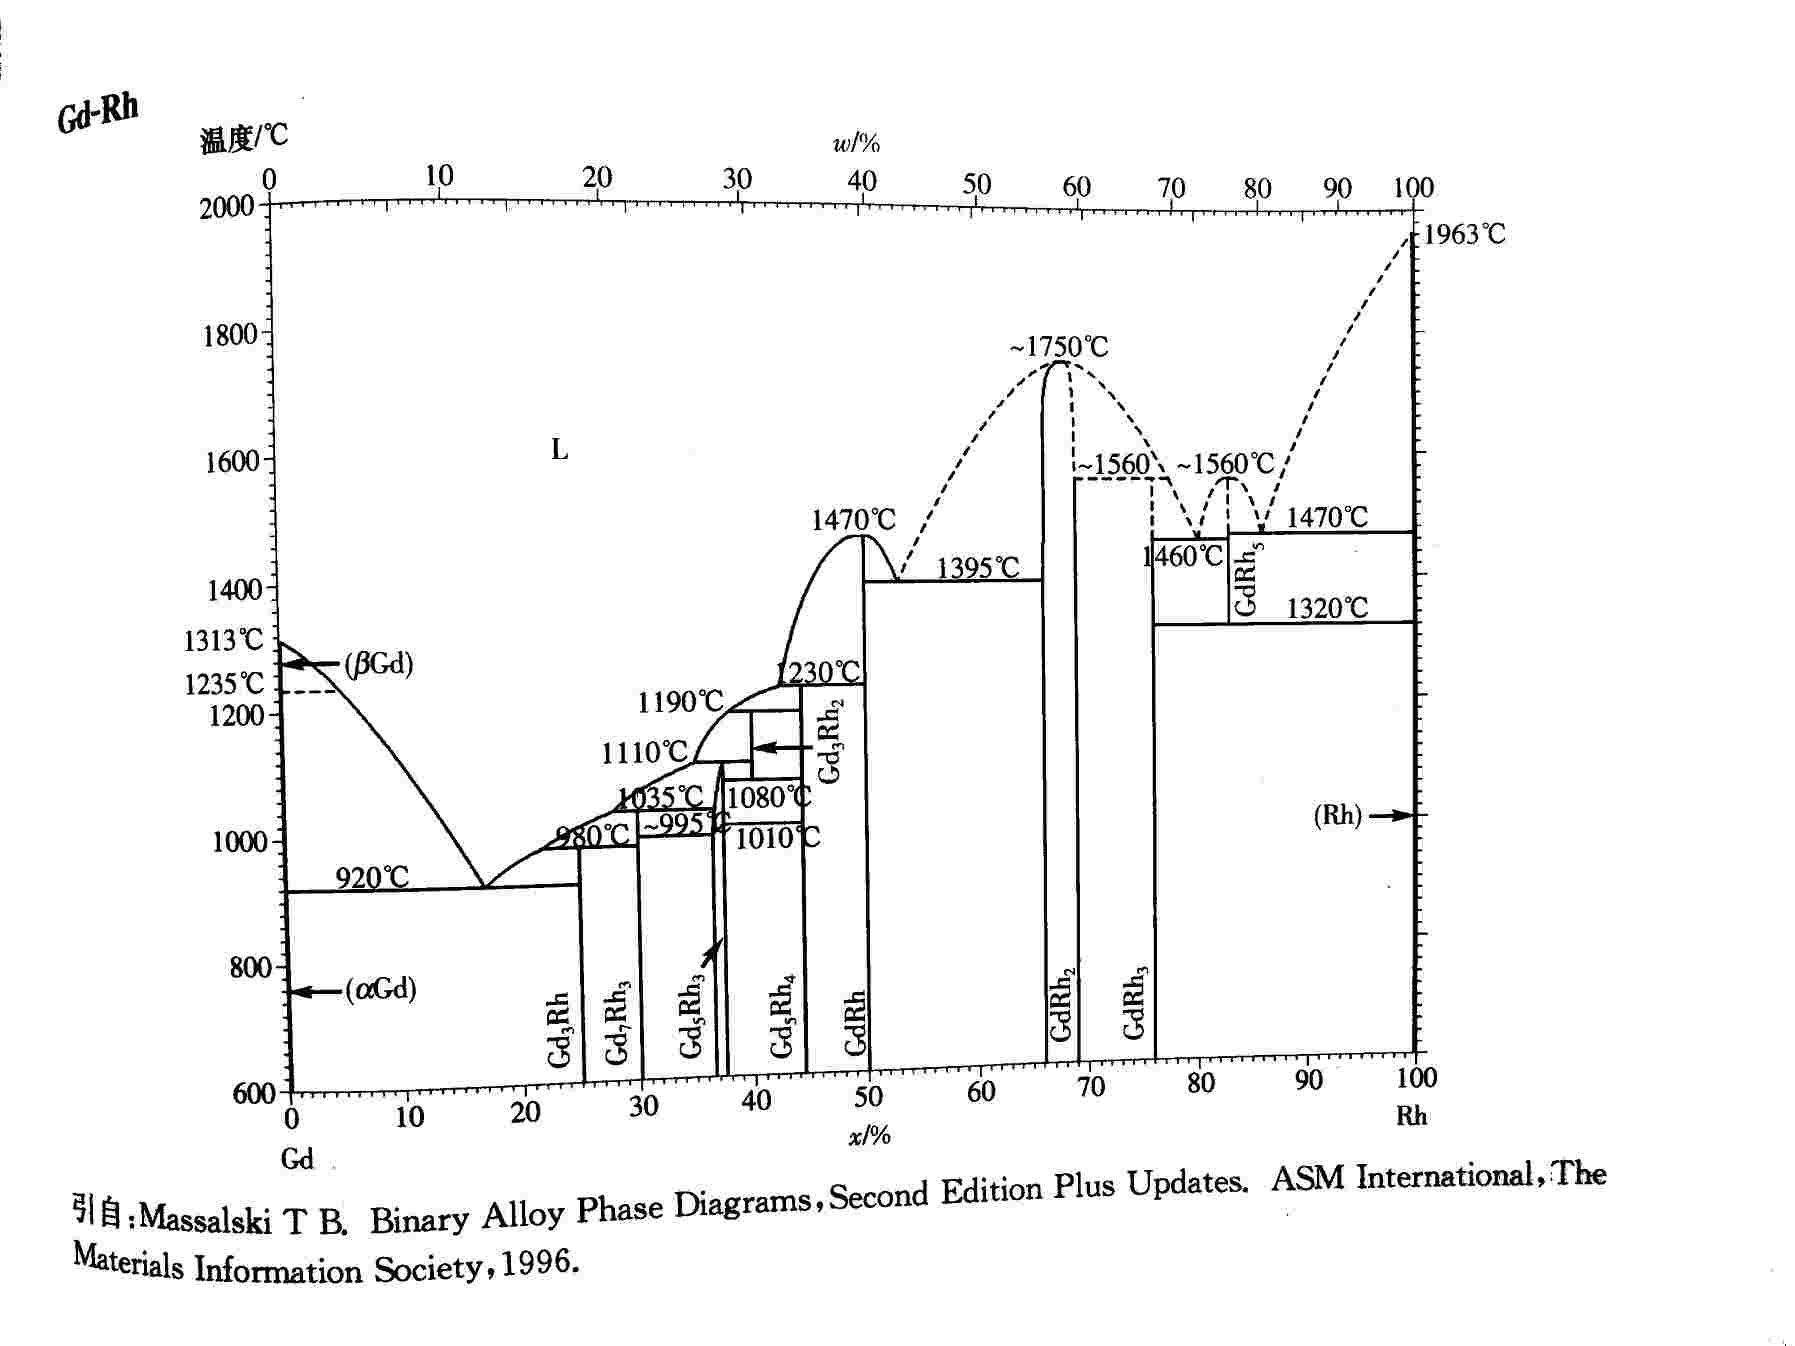 Gd-Rh
温度/℃
w/%
0 10 20 30 40 50 60 70 80 90 100
2000
1963℃
1800
~1750℃
L
1600
~1560 ~1560℃
1470℃ 1470℃
1460℃
1395℃
GdRh₅
1400
1320℃
1313℃
(βGd)
1235℃
1230℃
1200
1190℃
Gd₃Rh₂
1110℃
1035℃ 1080℃
(Rh)
1000
980℃ ~995℃ 1010℃
920℃
800
(αGd)
Gd₃Rh Gd₇Rh₃ Gd₅Rh₃ Gd₅Rh₄ GdRh GdRh₂ GdRh₃
600
0 10 20 30 40 50 60 70 80 90 100
Gd x/% Rh
引自:Massalski T B. Binary Alloy Phase Diagrams, Second Edition Plus Updates. ASM International, The
Materials Information Society, 1996.